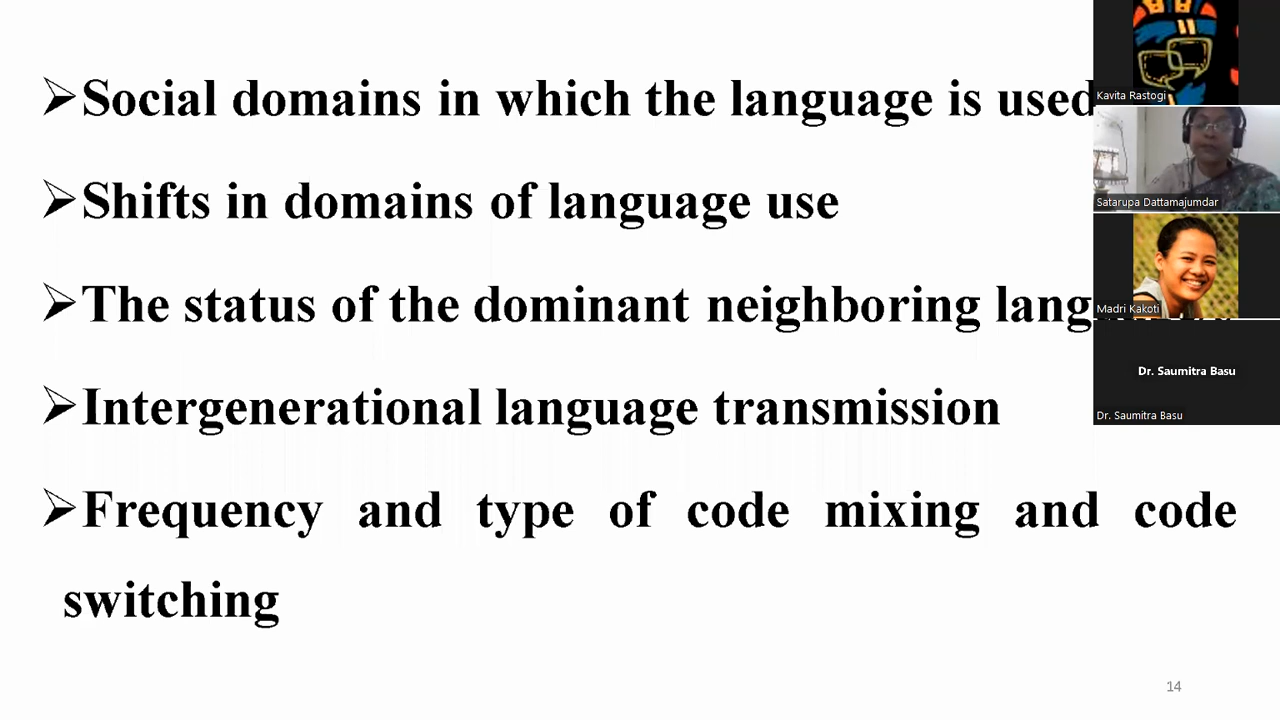 ➢Social domains in which the language is used
➢Shifts in domains of language use
➢The status of the dominant neighboring
➢Intergenerational language transmission
➢Frequency and type of code mixing and code
switching
14
Kavita Rastogi
Satarupa Dattamajumdar
Madri Kakoti
Dr. Saumitra Basu
Dr. Saumitra Basu